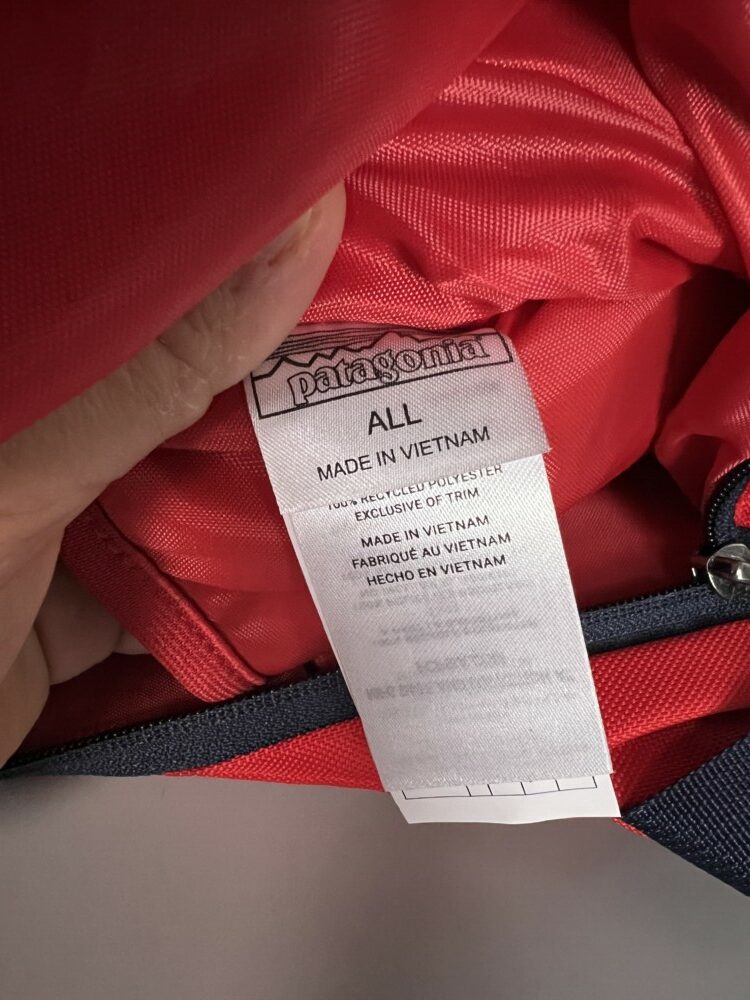 patagonia
ALL
MADE IN VIETNAM
100% RECYCLED POLYESTER
EXCLUSIVE OF TRIM
MADE IN VIETNAM
FABRIQUÉ AU VIETNAM
HECHO EN VIETNAM